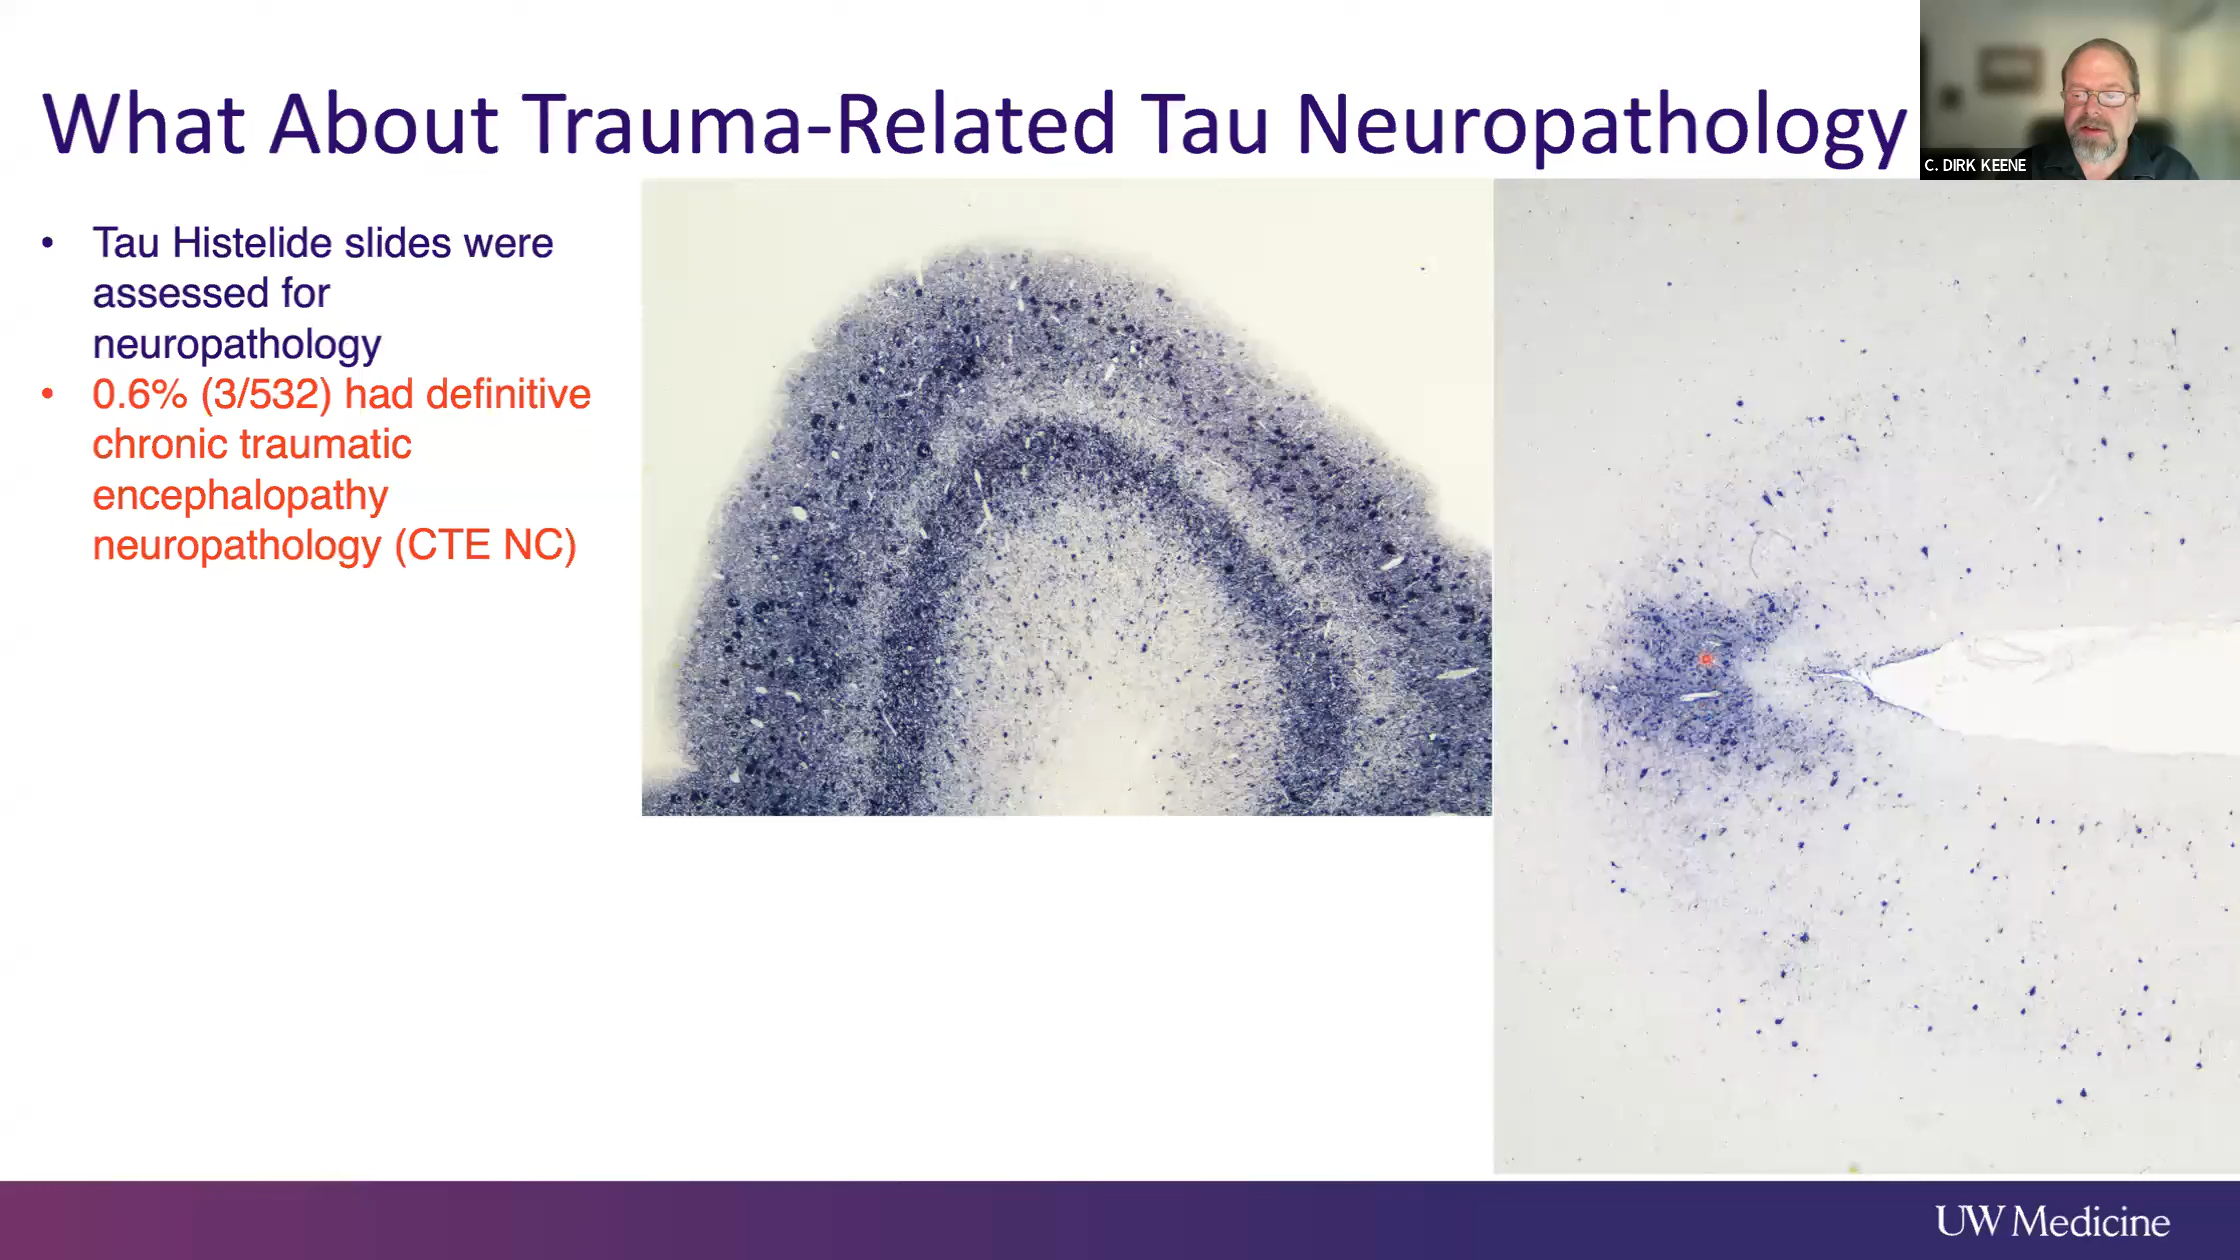 What About Trauma-Related Tau Neuropathology
C. DIRK KEENE
• Tau Histelide slides were
assessed for
neuropathology
• 0.6% (3/532) had definitive
chronic traumatic
encephalopathy
neuropathology (CTE NC)
UW Medicine